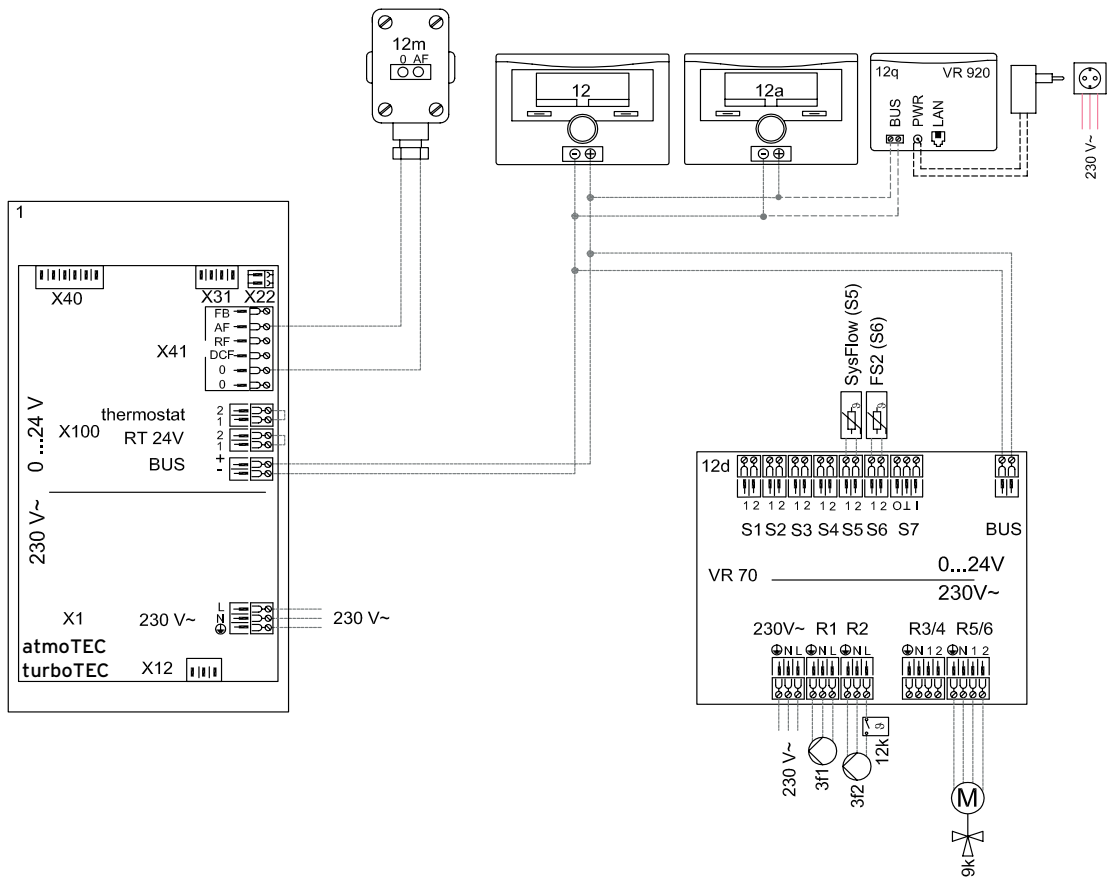 12m
0 AF
12
12a
12q VR 920
BUS
PWR
LAN
230 V~
1
X40
X31 X22
FB
AF
RF
DCF
0
0
X41
0 ...24 V
X100
thermostat
2
1
RT 24V
2
1
BUS
+
-
230 V~
X1
230 V~
L
N
230 V~
atmoTEC
turboTEC
X12
SysFlow (S5)
FS2 (S6)
12d
1 2 1 2 1 2 1 2 1 2 1 2 O T I
S1 S2 S3 S4 S5 S6 S7
BUS
VR 70
0...24V
230V~
230V~ R1 R2 R3/4 R5/6
N L N L N L N 1 2 N 1 2
230 V~
3f1
3f2
12k
M
9k